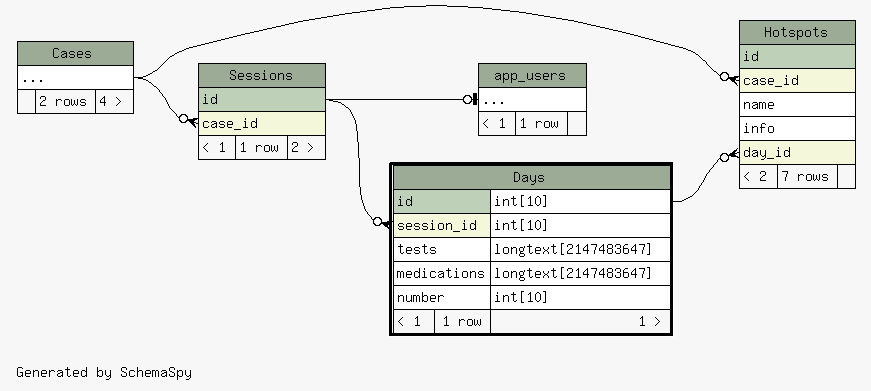 Cases
...
2 rows 4 >
Sessions
id
case_id
< 1 1 row 2 >
app_users
...
< 1 1 row
Hotspots
id
case_id
name
info
day_id
< 2 7 rows
Days
id int[10]
session_id int[10]
tests longtext[2147483647]
medications longtext[2147483647]
number int[10]
< 1 1 row 1 >
Generated by SchemaSpy